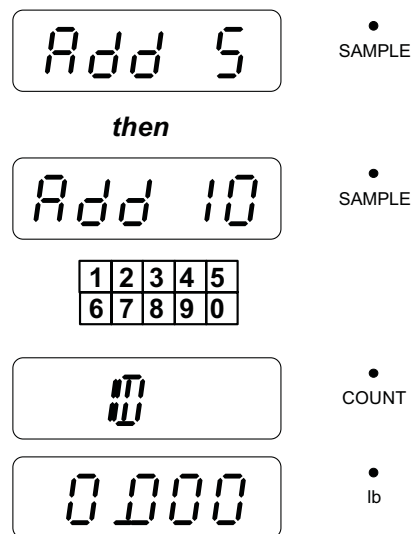 Add 5 SAMPLE
then
Add 10 SAMPLE
1 2 3 4 5
6 7 8 9 0
COUNT
0.000 lb